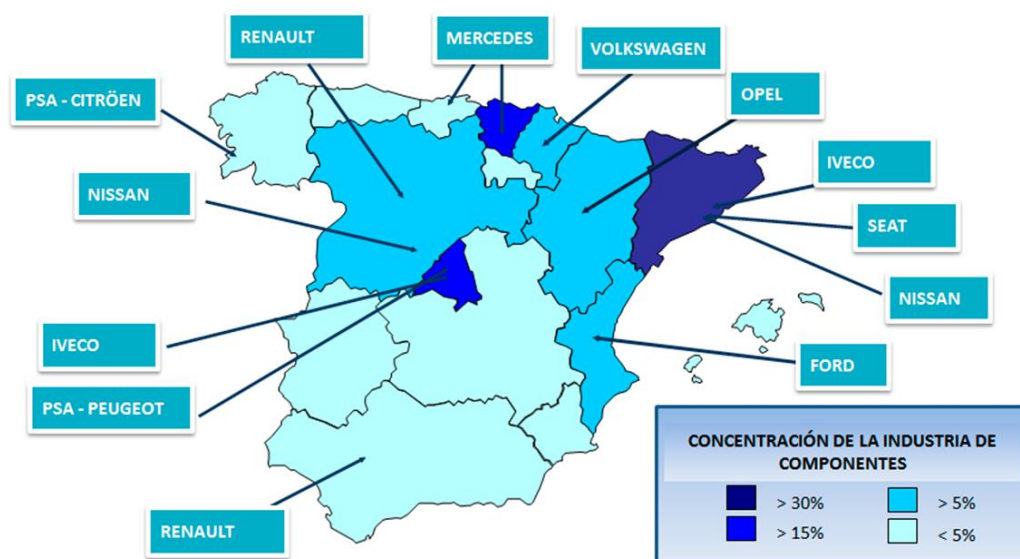 RENAULT
MERCEDES
VOLKSWAGEN
PSA - CITRÖEN
OPEL
NISSAN
IVECO
SEAT
NISSAN
IVECO
FORD
PSA - PEUGEOT
RENAULT
CONCENTRACIÓN DE LA INDUSTRIA DE
COMPONENTES
> 30%
> 5%
> 15%
< 5%